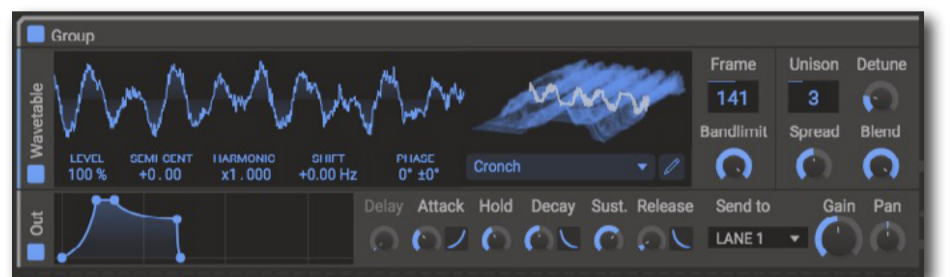 Group
Wavetable
Frame Unison Detune
141 3
Bandlimit Spread Blend
LEVEL SEMI CENT HARMONIC SHIFT PHASE
100 % +0.00 x1.000 +0.00 Hz 0° ±0°
Cronch
Out
Delay Attack Hold Decay Sust. Release Send to Gain Pan
LANE 1